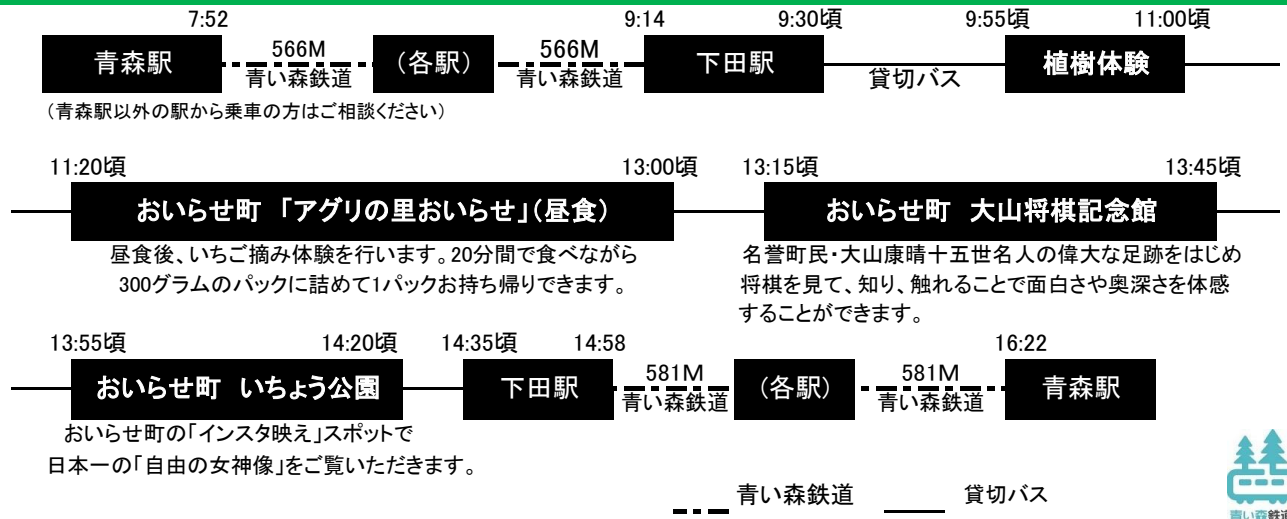 7:52 9:14 9:30頃 9:55頃 11:00頃
青森駅 566M 青い森鉄道 (各駅) 566M 青い森鉄道 下田駅 貸切バス 植樹体験
(青森駅以外の駅から乗車の方はご相談ください)
11:20頃 13:00頃 13:15頃 13:45頃
おいらせ町 「アグリの里おいらせ」(昼食) おいらせ町 大山将棋記念館
昼食後、いちご摘み体験を行います。20分間で食べながら
300グラムのパックに詰めて1パックお持ち帰りできます。
名誉町民・大山康晴十五世名人の偉大な足跡をはじめ
将棋を見て、知り、触れることで面白さや奥深さを体感
することができます。
13:55頃 14:20頃 14:35頃 14:58 16:22
おいらせ町 いちょう公園 下田駅 581M 青い森鉄道 (各駅) 581M 青い森鉄道 青森駅
おいらせ町の「インスタ映え」スポットで
日本一の「自由の女神像」をご覧いただきます。
青い森鉄道 貸切バス
青い森鉄道